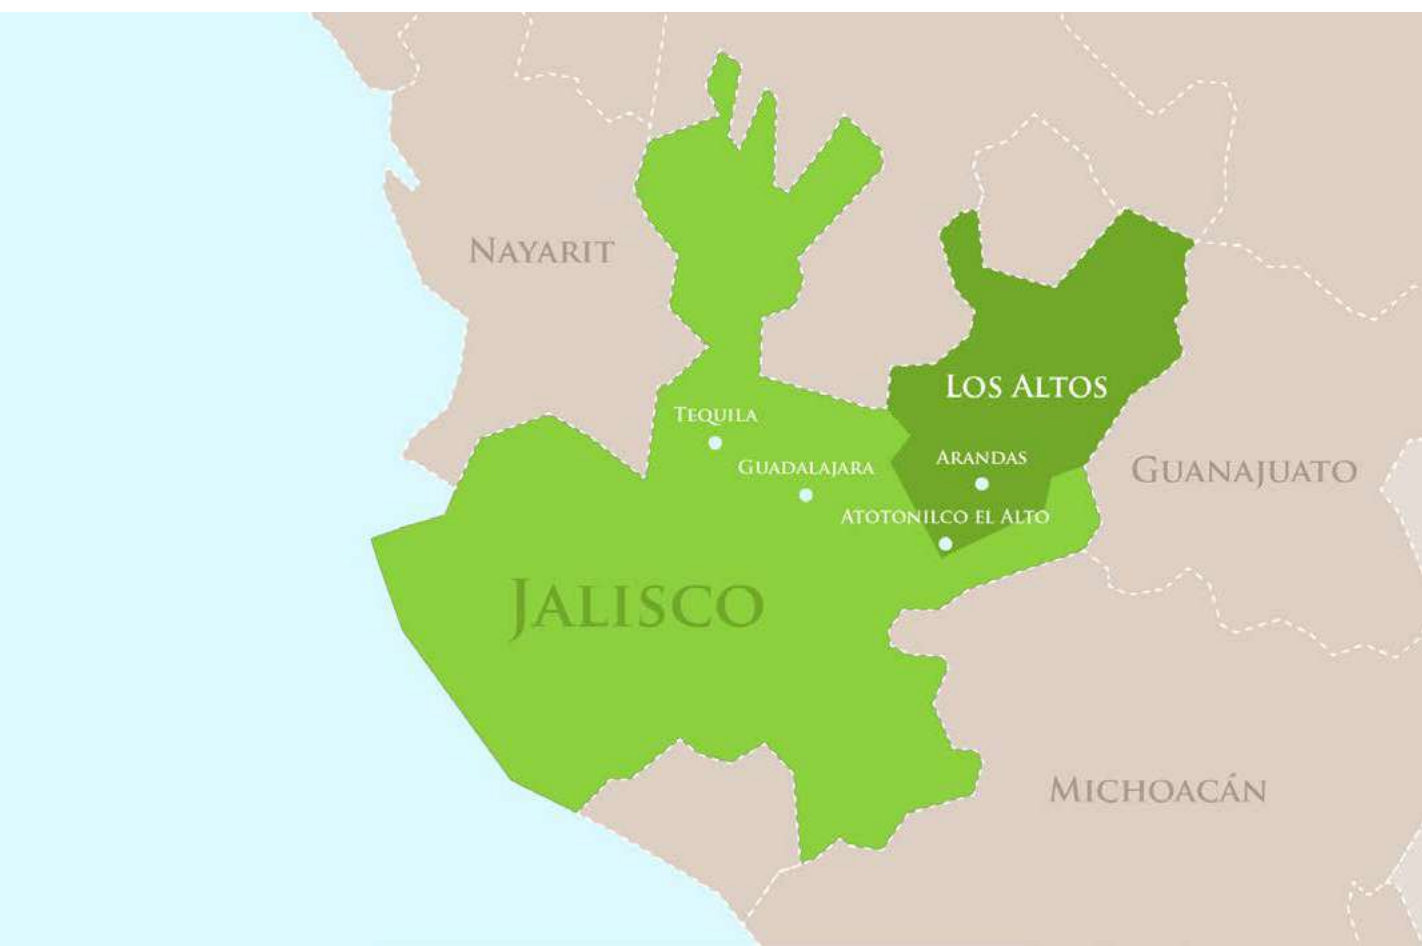 Nayarit
Los Altos
Tequila
Arandas
Guadalajara
Guanajuato
Atotonilco el Alto
Jalisco
Michoacán